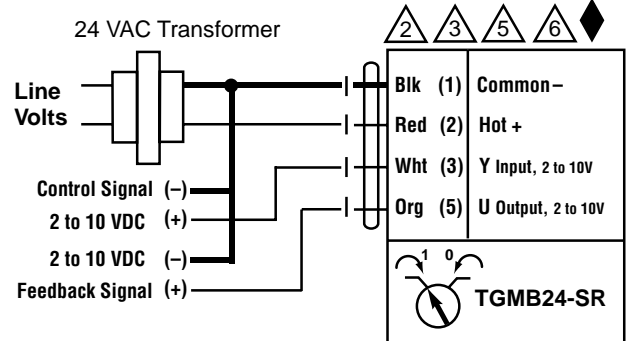 24 VAC Transformer
2 3 5 6
Line
Volts
Blk (1) Common –
Red (2) Hot +
Wht (3) Y Input, 2 to 10V
Org (5) U Output, 2 to 10V
Control Signal (–)
2 to 10 VDC (+)
2 to 10 VDC (–)
Feedback Signal (+)
1 0
TGMB24-SR